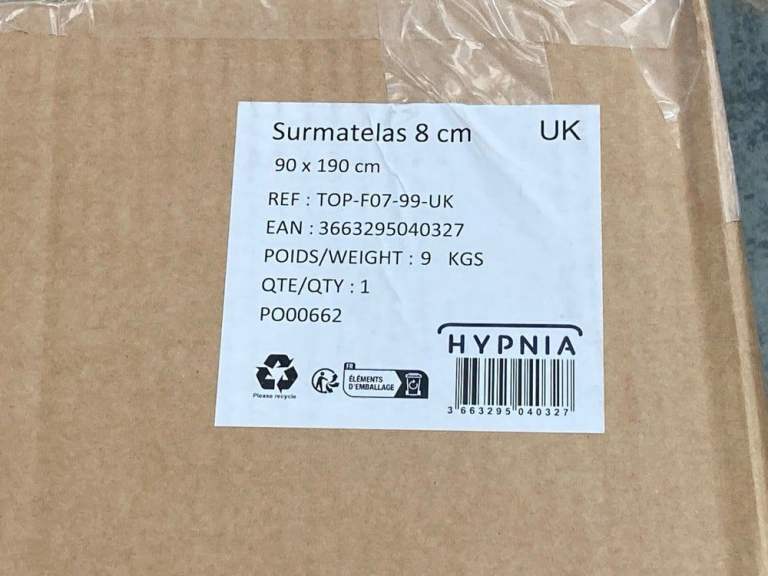 Surmatelas 8 cm
UK
90 x 190 cm
REF : TOP-F07-99-UK
EAN : 3663295040327
POIDS/WEIGHT : 9 KGS
QTE/QTY : 1
PO00662
HYPNIA
Please recycle
FR
ÉLÉMENTS
D'EMBALLAGE
3 663295 040327